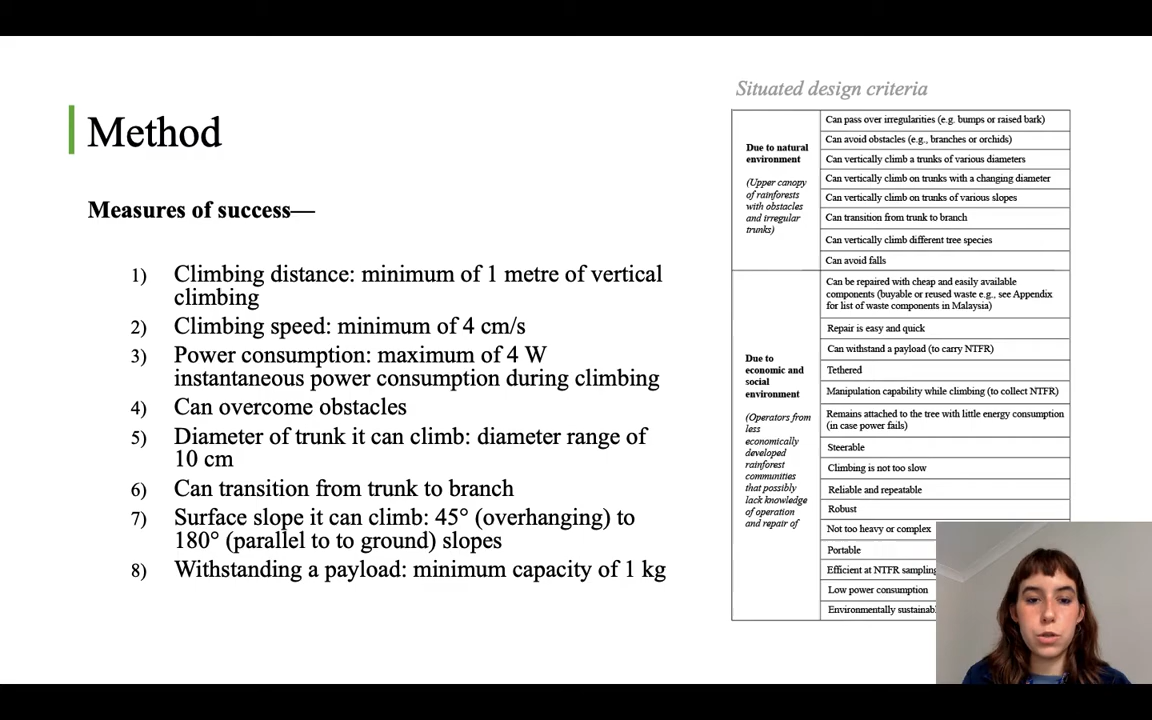 Situated design criteria
Method
Measures of success—
1) Climbing distance: minimum of 1 metre of vertical
climbing
2) Climbing speed: minimum of 4 cm/s
3) Power consumption: maximum of 4 W
instantaneous power consumption during climbing
4) Can overcome obstacles
5) Diameter of trunk it can climb: diameter range of
10 cm
6) Can transition from trunk to branch
7) Surface slope it can climb: 45° (overhanging) to
180° (parallel to to ground) slopes
8) Withstanding a payload: minimum capacity of 1 kg
Due to natural
environment
(Upper canopy
of rainforests
with obstacles
and irregular
trunks)
Can pass over irregularities (e.g. bumps or raised bark)
Can avoid obstacles (e.g., branches or orchids)
Can vertically climb a trunks of various diameters
Can vertically climb on trunks with a changing diameter
Can vertically climb on trunks of various slopes
Can transition from trunk to branch
Can vertically climb different tree species
Can avoid falls
Due to
economic and
social
environment
(Operators from
less
economically
developed
rainforest
communities
that possibly
lack knowledge
of operation
and repair of
Can be repaired with cheap and easily available
components (buyable or reused waste e.g., see Appendix
for list of waste components in Malaysia)
Repair is easy and quick
Can withstand a payload (to carry NTFR)
Tethered
Manipulation capability while climbing (to collect NTFR)
Remains attached to the tree with little energy consumption
(in case power fails)
Steerable
Climbing is not too slow
Reliable and repeatable
Robust
Not too heavy or complex
Portable
Efficient at NTFR sampling
Low power consumption
Environmentally sustainabl